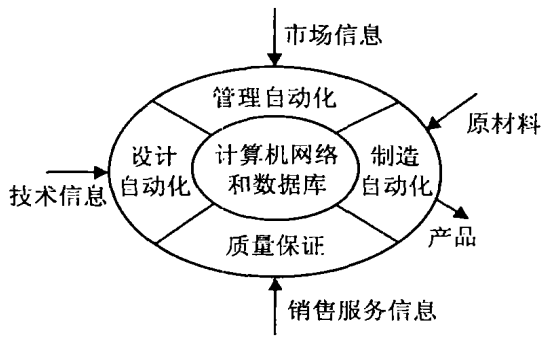 市场信息
管理自动化
原材料
设计
自动化
计算机网络
和数据库
制造
自动化
技术信息
产品
质量保证
销售服务信息